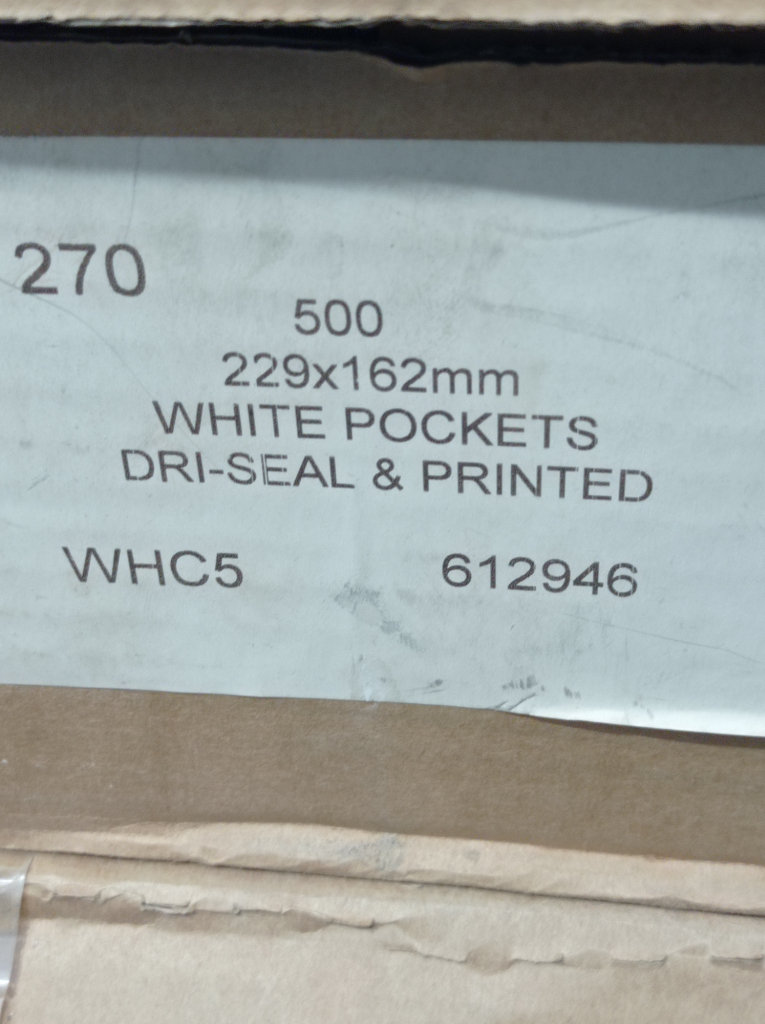 270
500
229x162mm
WHITE POCKETS
DRI-SEAL & PRINTED
WHC5 612946